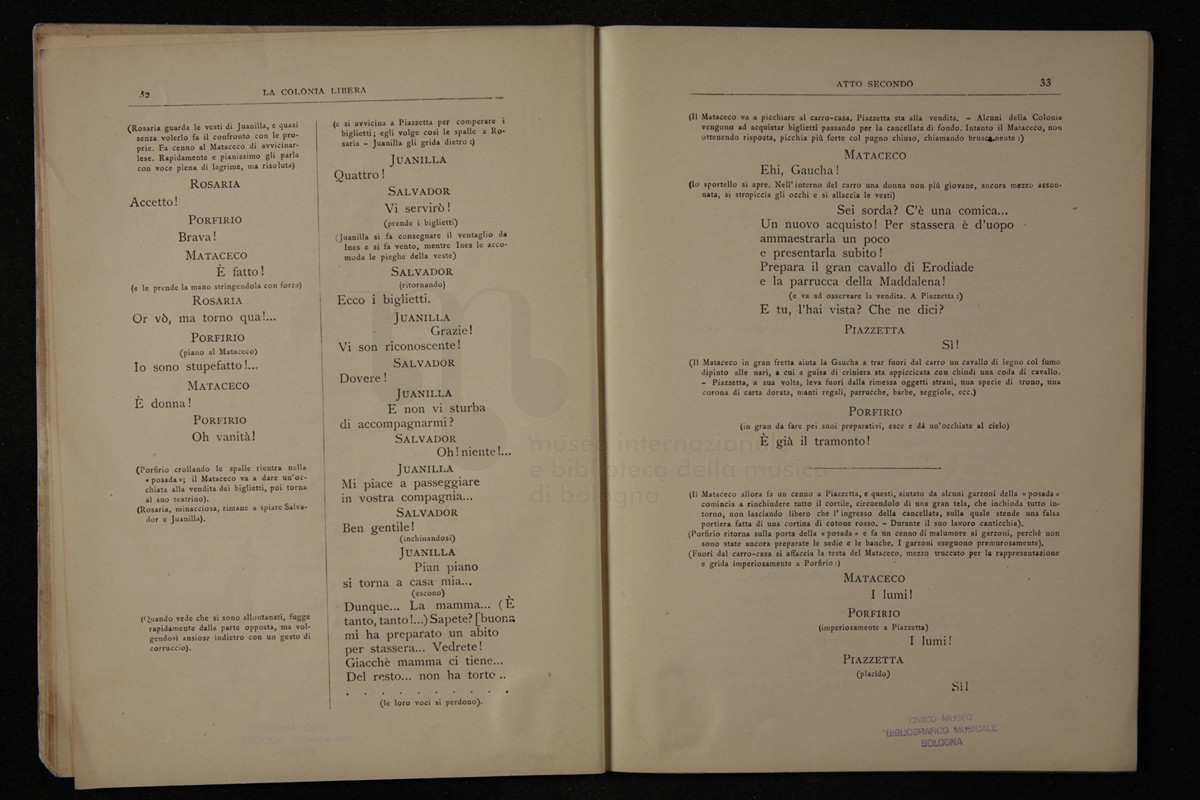 32
LA COLONIA LIBERA
(Rosaria guarda le vesti di Juanilla, e quasi
senza volerlo fa il confronto con le pro-
prie. Fa cenno al Mataceco di avvicinar-
lese. Rapidamente e pianissimo gli parla
con voce piena di lagrime, ma risoluta)
ROSARIA
Accetto!
PORFIRIO
Brava!
MATACECO
È fatto!
(e le prende la mano stringendola con forza)
ROSARIA
Or vò, ma torno qua!...
PORFIRIO
(piano al Mataceco)
Io sono stupefatto!...
MATACECO
È donna!
PORFIRIO
Oh vanità!
(Porfirio crollando le spalle rientra nella
«posada»; il Mataceco va a dare un'oc-
chiata alla vendita dei biglietti, poi torna
al suo teatrino).
(Rosaria, minacciosa, rimane a spiare Salva-
dor e Juanilla).
(Quando vede che si sono allontanati, fugge
rapidamente dalla parte opposta, ma vol-
gendosi ansiosa indietro con un gesto di
corruccio).
(e si avvicina a Piazzetta per comperare i
biglietti; egli volge così le spalle a Ro-
saria – Juanilla gli grida dietro:)
JUANILLA
Quattro!
SALVADOR
Vi servirò!
(prende i biglietti)
(Juanilla si fa consegnare il ventaglio da
Ines e si fa vento, mentre Ines le acco-
moda le pieghe della veste)
SALVADOR
(ritornando)
Ecco i biglietti.
JUANILLA
Grazie!
Vi son riconoscente!
SALVADOR
Dovere!
JUANILLA
E non vi sturba
di accompagnarmi?
SALVADOR
Oh! niente!...
JUANILLA
Mi piace a passeggiare
in vostra compagnia...
SALVADOR
Ben gentile!
(inchinandosi)
JUANILLA
Pian piano
si torna a casa mia...
(escono)
Dunque... La mamma... (È
tanto, tanto!...) Sapete? [buona
mi ha preparato un abito
per stassera... Vedrete!
Giacchè mamma ci tiene...
Del resto... non ha torto ..
. . . . . . . . .
(le loro voci si perdono).
ATTO SECONDO
33
(Il Mataceco va a picchiare al carro-casa. Piazzetta sta alla vendita. – Alcuni della Colonia
vengono ad acquistar biglietti passando per la cancellata di fondo. Intanto il Mataceco, non
ottenendo risposta, picchia più forte col pugno chiuso, chiamando bruscamente:)
MATACECO
Ehi, Gaucha!
(lo sportello si apre. Nell'interno del carro una donna non più giovane, ancora mezzo asson-
nata, si stropiccia gli occhi e si allaccia le vesti)
Sei sorda? C'è una comica...
Un nuovo acquisto! Per stassera è d'uopo
ammaestrarla un poco
e presentarla subito!
Prepara il gran cavallo di Erodiade
e la parrucca della Maddalena!
(e va ad osservare la vendita. A Piazzetta:)
E tu, l'hai vista? Che ne dici?
PIAZZETTA
Sì!
(Il Mataceco in gran fretta aiuta la Gaucha a trar fuori dal carro un cavallo di legno col fumo
dipinto alle nari, a cui a guisa di criniera sta appiccicata con chiodi una coda di cavallo.
– Piazzetta, a sua volta, leva fuori dalla rimessa oggetti strani, una specie di trono, una
corona di carta dorata, manti regali, parrucche, barbe, seggiole, ecc.)
PORFIRIO
(in gran da fare pei suoi preparativi, esce e dà un'occhiata al cielo)
È già il tramonto!
(Il Mataceco allora fa un cenno a Piazzetta, e questi, aiutato da alcuni garzoni della «posada»
comincia a rinchiudere tutto il cortile, circuendolo di una gran tela, che inchioda tutto in-
torno, non lasciando libero che l'ingresso della cancellata, sulla quale stende una falsa
portiera fatta di una cortina di cotone rosso. – Durante il suo lavoro canticchia).
(Porfirio ritorna sulla porta della «posada» e fa un cenno di malumore ai garzoni, perchè non
sono state ancora preparate le sedie e le banche. I garzoni eseguono premurosamente).
(Fuori dal carro-casa si affaccia la testa del Mataceco, mezzo truccato per la rappresentazione
e grida imperiosamente a Porfirio:)
MATACECO
I lumi!
PORFIRIO
(imperiosamente a Piazzetta)
I lumi!
PIAZZETTA
(placido)
Sì!
CIVICO MUSEO
BIBLIOGRAFICO MUSICALE
BOLOGNA
museo internazionale
e biblioteca della musica
di bologna